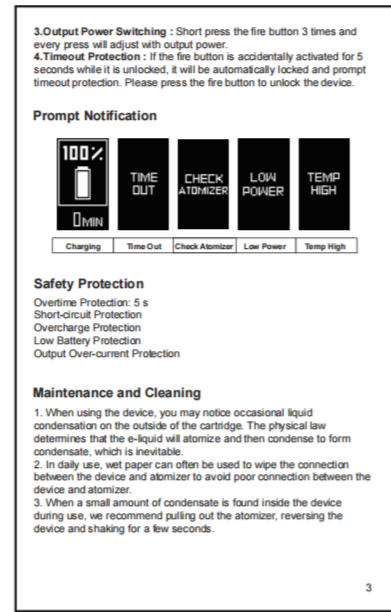 3.Output Power Switching : Short press the fire button 3 times and
every press will adjust with output power.
4.Timeout Protection : If the fire button is accidentally activated for 5
seconds while it is unlocked, it will be automatically locked and prompt
timeout protection. Please press the fire button to unlock the device.
Prompt Notification
100%
0MIN
TIME
OUT
CHECK
ATOMIZER
LOW
POWER
TEMP
HIGH
Charging
Time Out
Check Atomizer
Low Power
Temp High
Safety Protection
Overtime Protection: 5 s
Short-circuit Protection
Overcharge Protection
Low Battery Protection
Output Over-current Protection
Maintenance and Cleaning
1. When using the device, you may notice occasional liquid
condensation on the outside of the cartridge. The physical law
determines that the e-liquid will atomize and then condense to form
condensate, which is inevitable.
2. In daily use, wet paper can often be used to wipe the connection
between the device and atomizer to avoid poor connection between the
device and atomizer.
3. When a small amount of condensate is found inside the device
during use, we recommend pulling out the atomizer, reversing the
device and shaking for a few seconds.
3